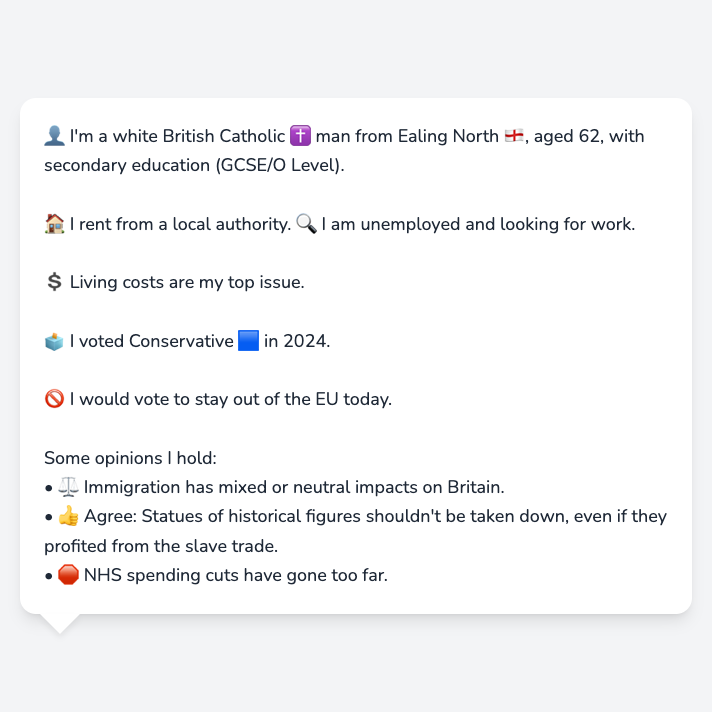 👤 I'm a white British Catholic ✝️ man from Ealing North 🏴󠁧󠁢󠁥󠁮󠁧󠁿, aged 62, with
secondary education (GCSE/O Level).
🏠 I rent from a local authority. 🔍 I am unemployed and looking for work.
💲 Living costs are my top issue.
🗳️ I voted Conservative 🟦 in 2024.
🚫 I would vote to stay out of the EU today.
Some opinions I hold:
• ⚖️ Immigration has mixed or neutral impacts on Britain.
• 👍 Agree: Statues of historical figures shouldn't be taken down, even if they
profited from the slave trade.
• 🛑 NHS spending cuts have gone too far.